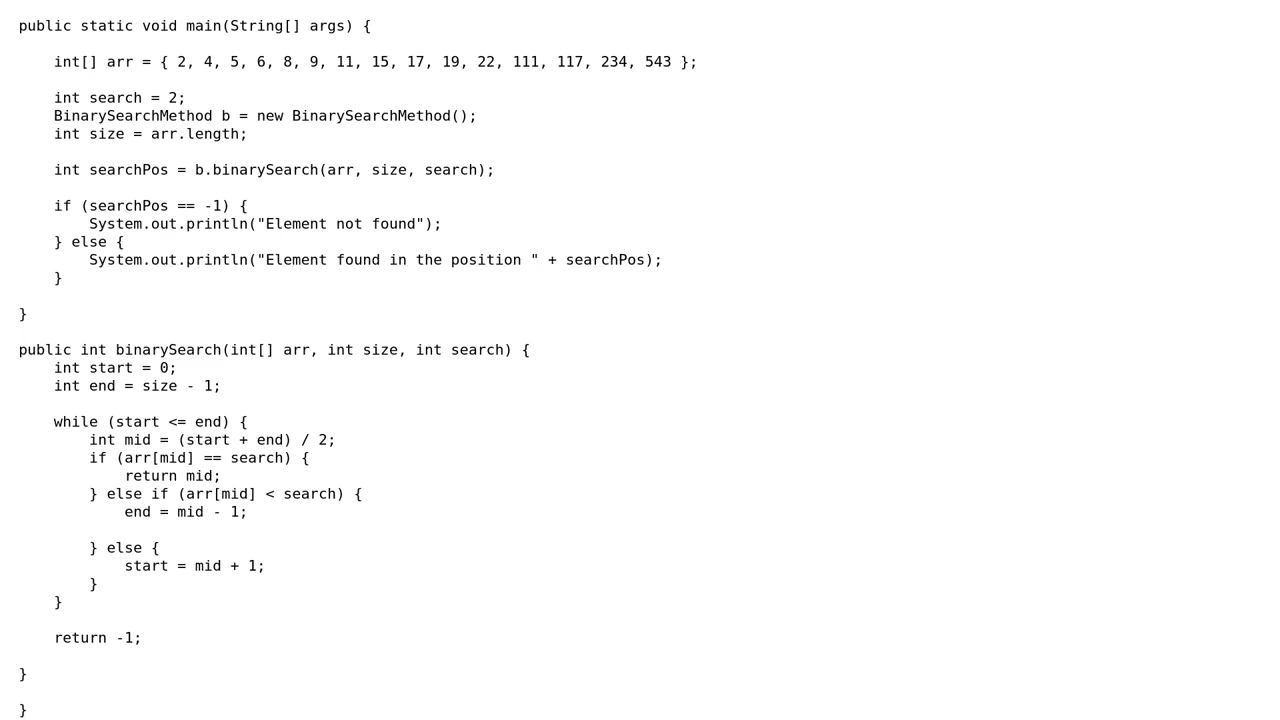 public static void main(String[] args) {
int[] arr = { 2, 4, 5, 6, 8, 9, 11, 15, 17, 19, 22, 111, 117, 234, 543 };
int search = 2;
BinarySearchMethod b = new BinarySearchMethod();
int size = arr.length;
int searchPos = b.binarySearch(arr, size, search);
if (searchPos == -1) {
System.out.println("Element not found");
} else {
System.out.println("Element found in the position " + searchPos);
}
}
public int binarySearch(int[] arr, int size, int search) {
int start = 0;
int end = size - 1;
while (start <= end) {
int mid = (start + end) / 2;
if (arr[mid] == search) {
return mid;
} else if (arr[mid] < search) {
end = mid - 1;
} else {
start = mid + 1;
}
}
return -1;
}
}